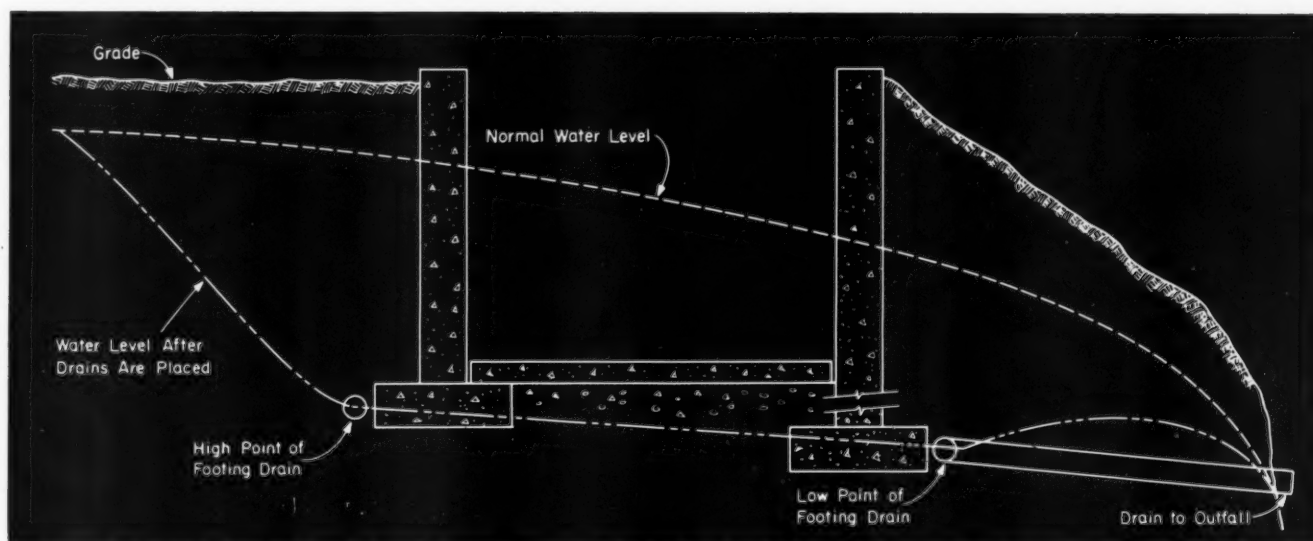 Grade
Normal Water Level
Water Level After
Drains Are Placed
High Point of
Footing Drain
Low Point of
Footing Drain
Drain to Outfall